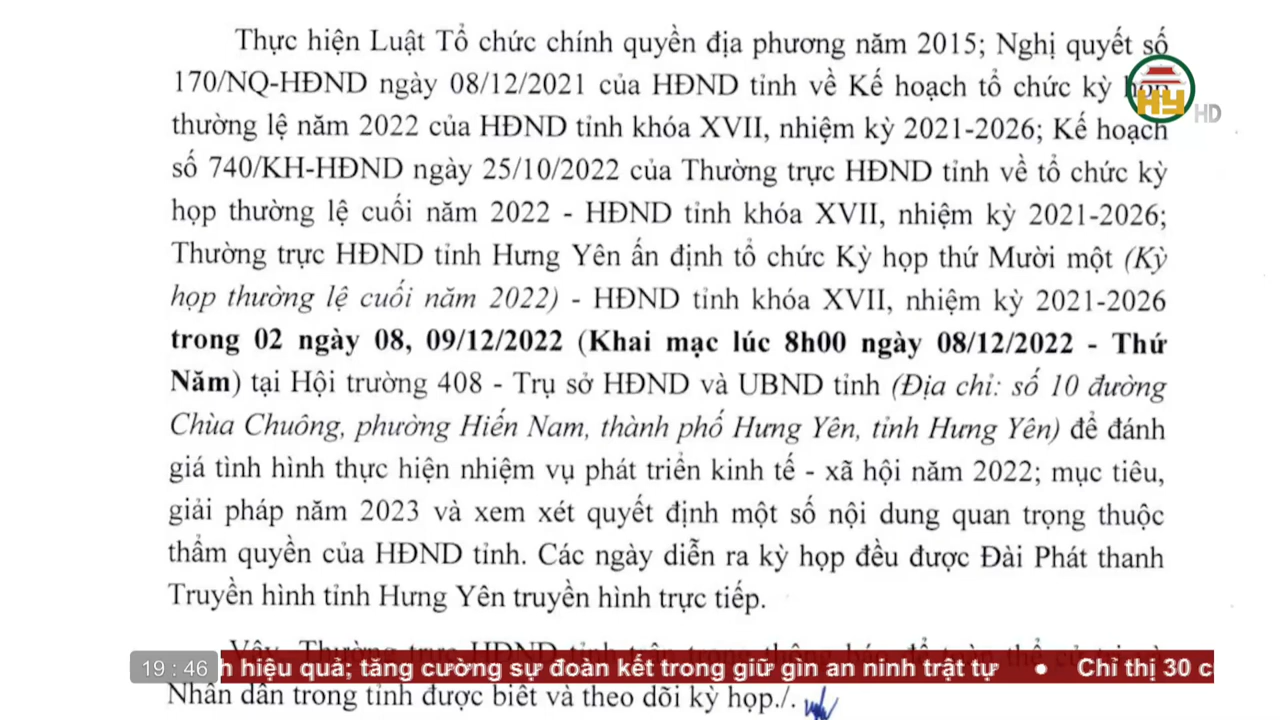 Thực hiện Luật Tổ chức chính quyền địa phương năm 2015; Nghị quyết số
170/NQ-HĐND ngày 08/12/2021 của HĐND tỉnh về Kế hoạch tổ chức kỳ họp
HY HD
thường lệ năm 2022 của HĐND tỉnh khóa XVII, nhiệm kỳ 2021-2026; Kế hoạch
số 740/KH-HĐND ngày 25/10/2022 của Thường trực HĐND tỉnh về tổ chức kỳ
họp thường lệ cuối năm 2022 - HĐND tỉnh khóa XVII, nhiệm kỳ 2021-2026;
Thường trực HĐND tỉnh Hưng Yên ấn định tổ chức Kỳ họp thứ Mười một (Kỳ
họp thường lệ cuối năm 2022) - HĐND tỉnh khóa XVII, nhiệm kỳ 2021-2026
trong 02 ngày 08, 09/12/2022 (Khai mạc lúc 8h00 ngày 08/12/2022 - Thứ
Năm) tại Hội trường 408 - Trụ sở HĐND và UBND tỉnh (Địa chỉ: số 10 đường
Chùa Chuông, phường Hiến Nam, thành phố Hưng Yên, tỉnh Hưng Yên) để đánh
giá tình hình thực hiện nhiệm vụ phát triển kinh tế - xã hội năm 2022; mục tiêu,
giải pháp năm 2023 và xem xét quyết định một số nội dung quan trọng thuộc
thẩm quyền của HĐND tỉnh. Các ngày diễn ra kỳ họp đều được Đài Phát thanh
Truyền hình tỉnh Hưng Yên truyền hình trực tiếp.
Vậy, Thường trực HĐND tỉnh
19 : 46 h hiệu quả; tăng cường sự đoàn kết trong giữ gìn an ninh trật tự • Chỉ thị 30 c
Nhân dân trong tỉnh được biết và theo dõi kỳ họp./.